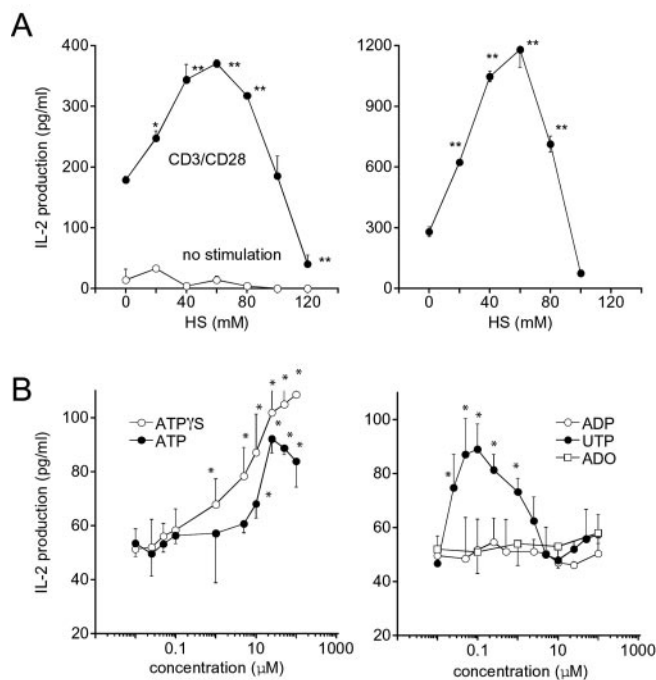 A
IL-2 production (pg/ml)
400
300
200
100
0
*
**
**
**
**
CD3/CD28
no stimulation
0 40 80 120
HS (mM)
1200
900
600
300
0
**
**
**
**
0 20 40 60 80 100 120
HS (mM)
B
IL-2 production (pg/ml)
100
80
60
40
20
ATPγS
ATP
* * * * * *
* * * *
0.1 10 1000
concentration (μM)
100
80
60
40
20
ADP
UTP
ADO
* * * * *
0.1 10 1000
concentration (μM)